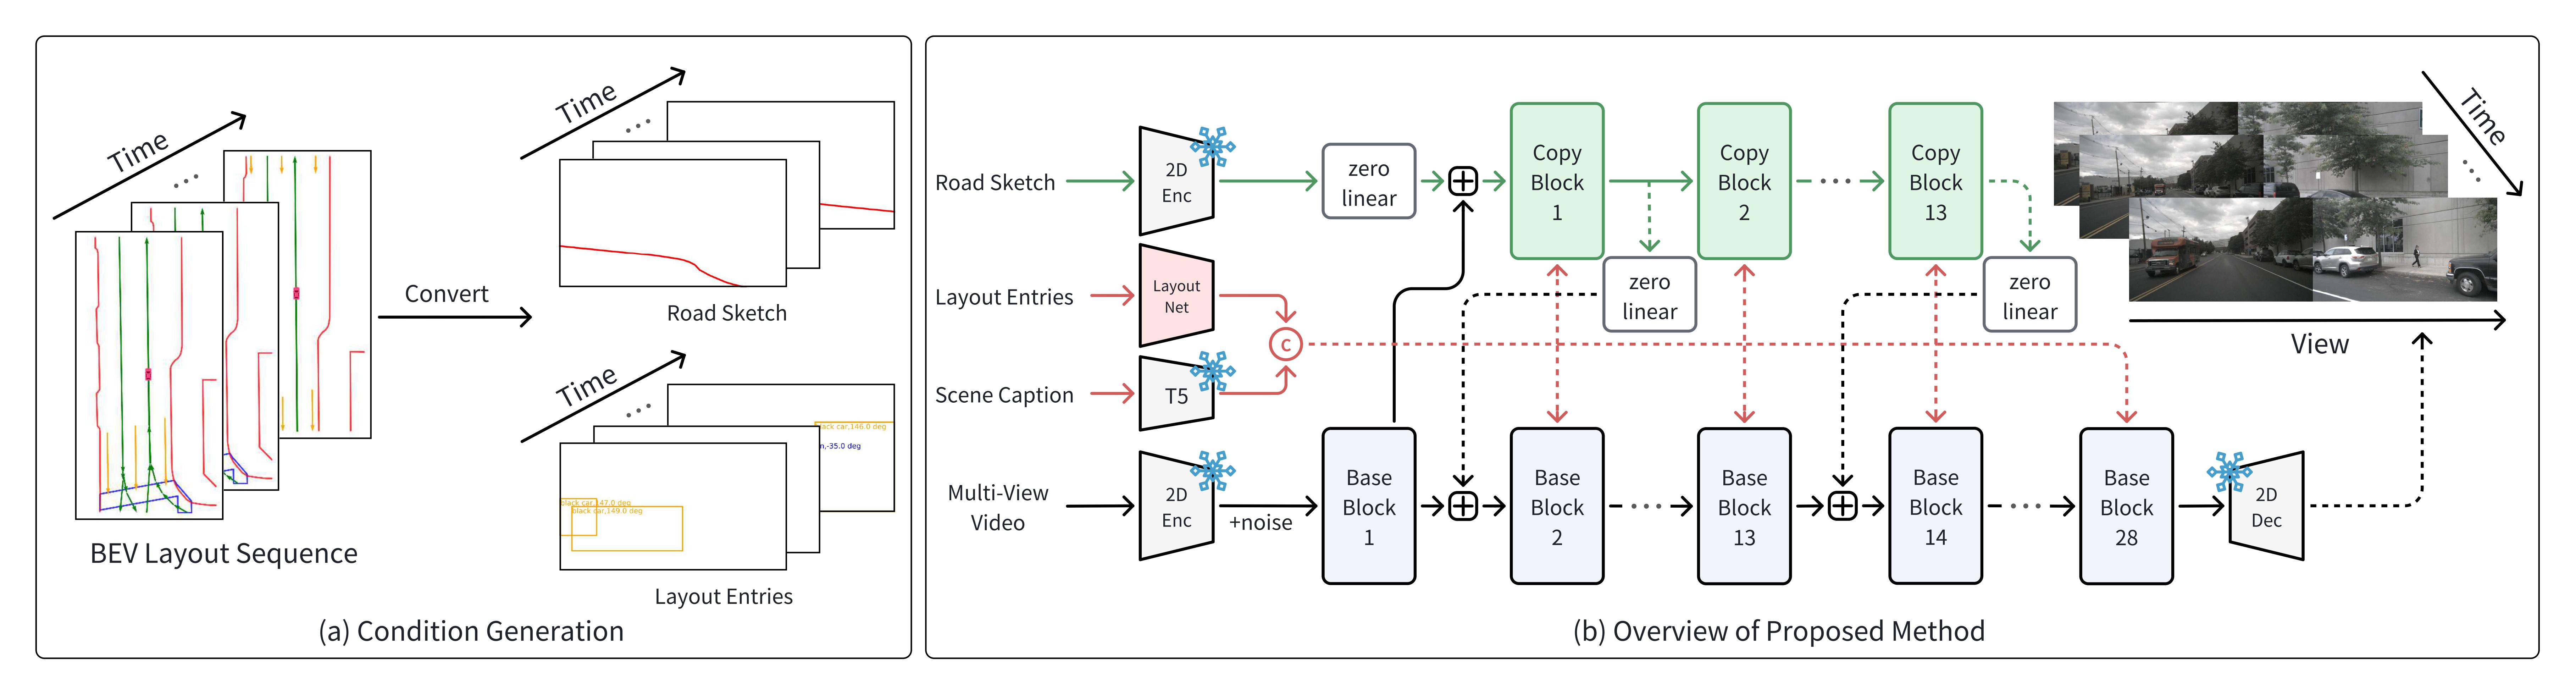 Time
...
BEV Layout Sequence
Convert
Time
...
Road Sketch
Time
...
black car,146.0 deg
n,-35.0 deg
black car,147.0 deg
black car,149.0 deg
Layout Entries
(a) Condition Generation
Road Sketch
2D
Enc
zero
linear
Copy
Block
1
Copy
Block
2
...
Copy
Block
13
zero
linear
zero
linear
Layout Entries
Layout
Net
C
Scene Caption
T5
Multi-View
Video
2D
Enc
+noise
Base
Block
1
Base
Block
2
...
Base
Block
13
Base
Block
14
...
Base
Block
28
2D
Dec
Time
...
View
(b) Overview of Proposed Method